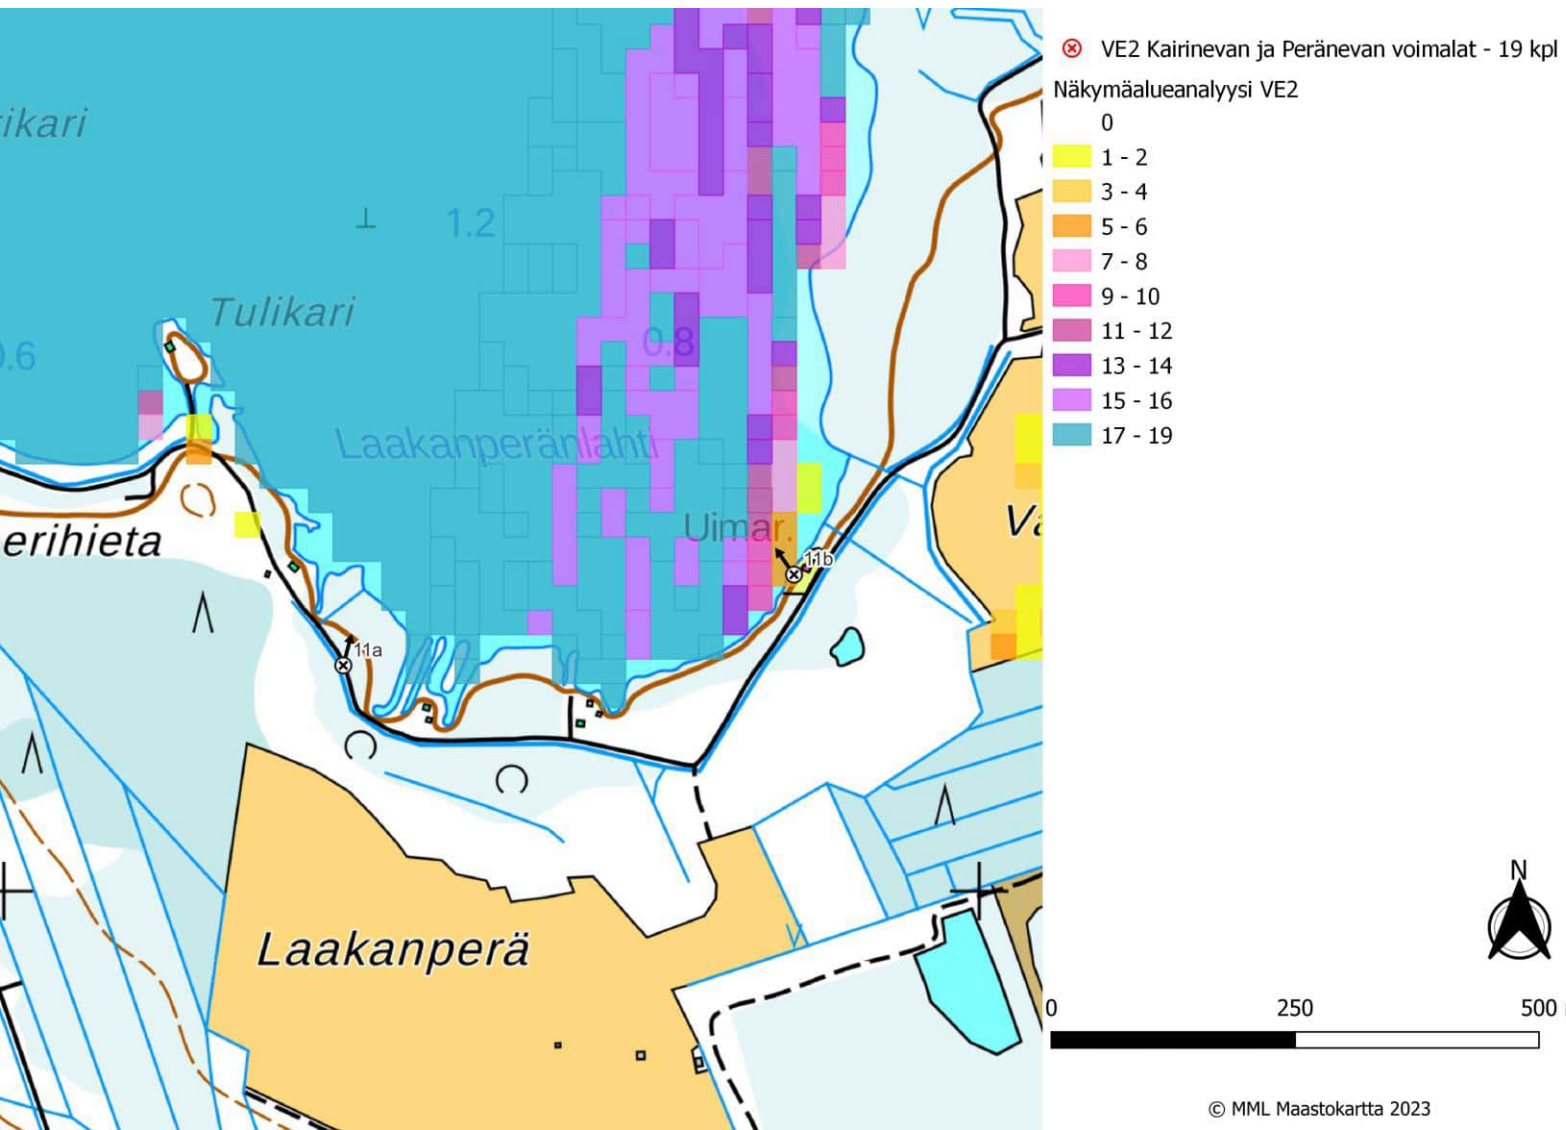 ikari
1.2
Tulikari
0.6
0.8
Laakanperänlahti
Uimar.
11b
erihieta
11a
Laakanperä
VE2 Kairinevan ja Peränevan voimalat - 19 kpl
Näkymäalueanalyysi VE2
0
1 - 2
3 - 4
5 - 6
7 - 8
9 - 10
11 - 12
13 - 14
15 - 16
17 - 19
N
0 250 500
© MML Maastokartta 2023